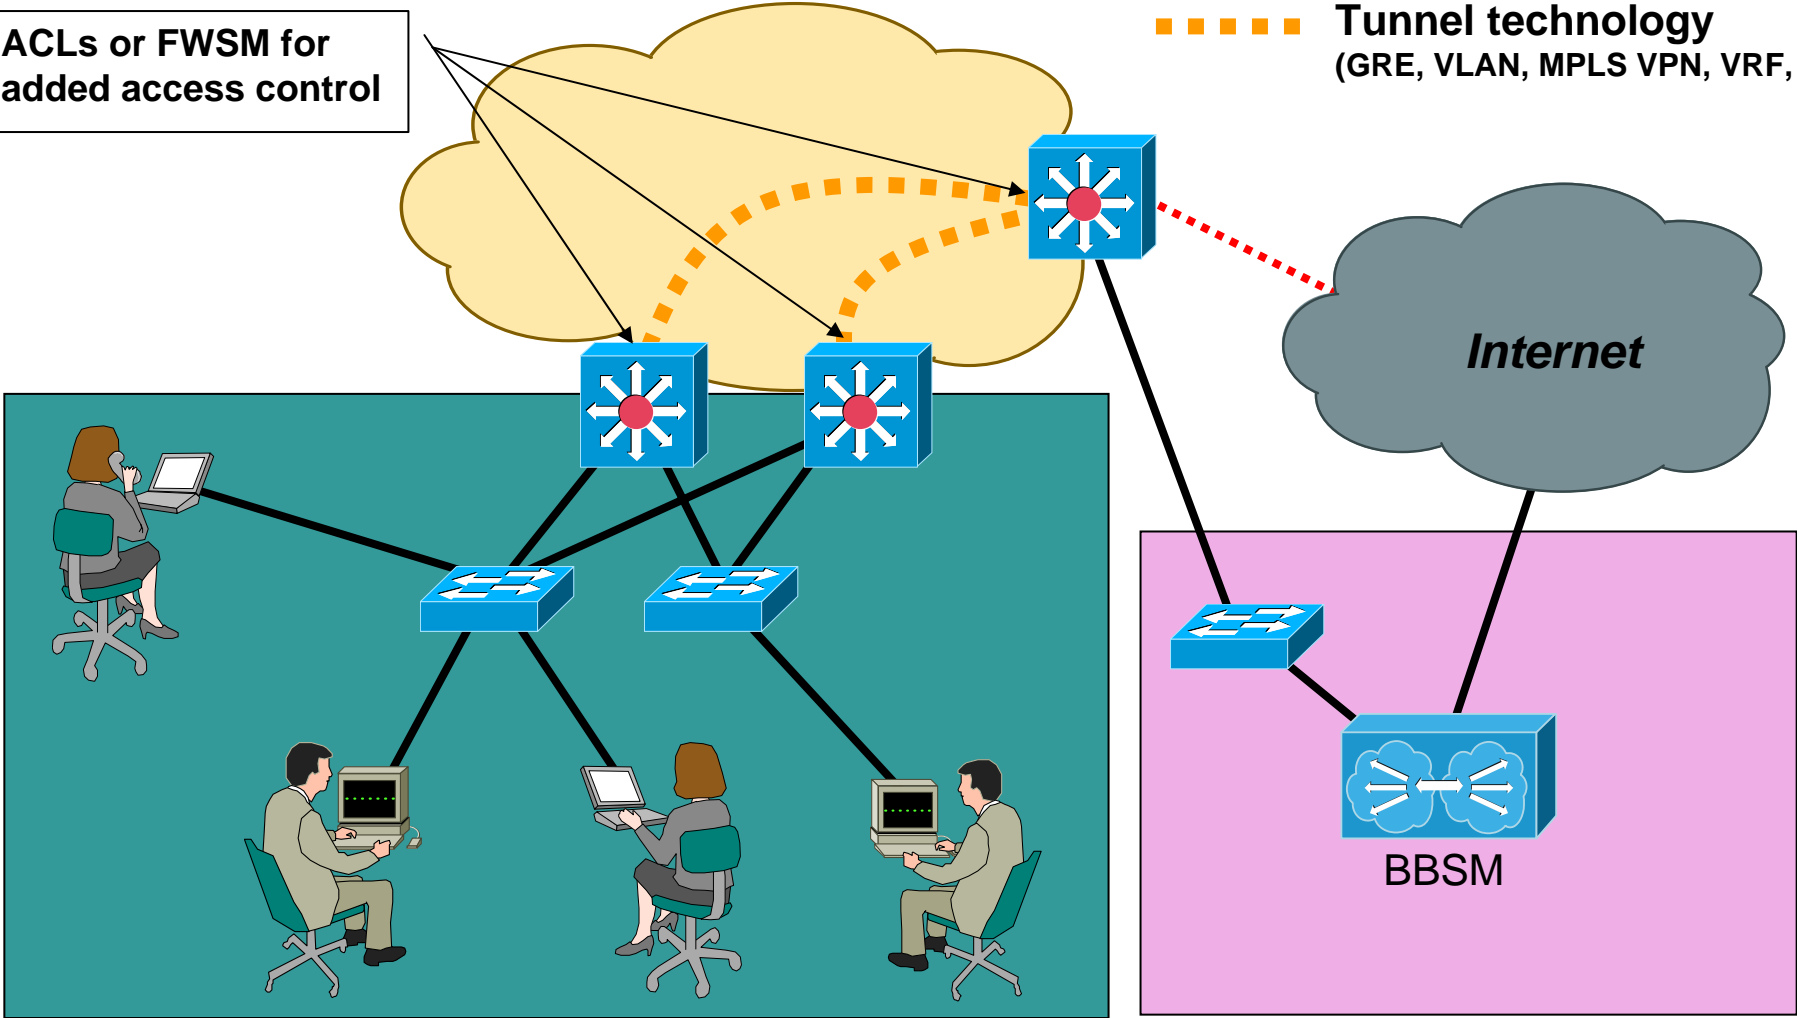 ACLs or FWSM for
added access control
Tunnel technology
(GRE, VLAN, MPLS VPN, VRF,
Internet
BBSM